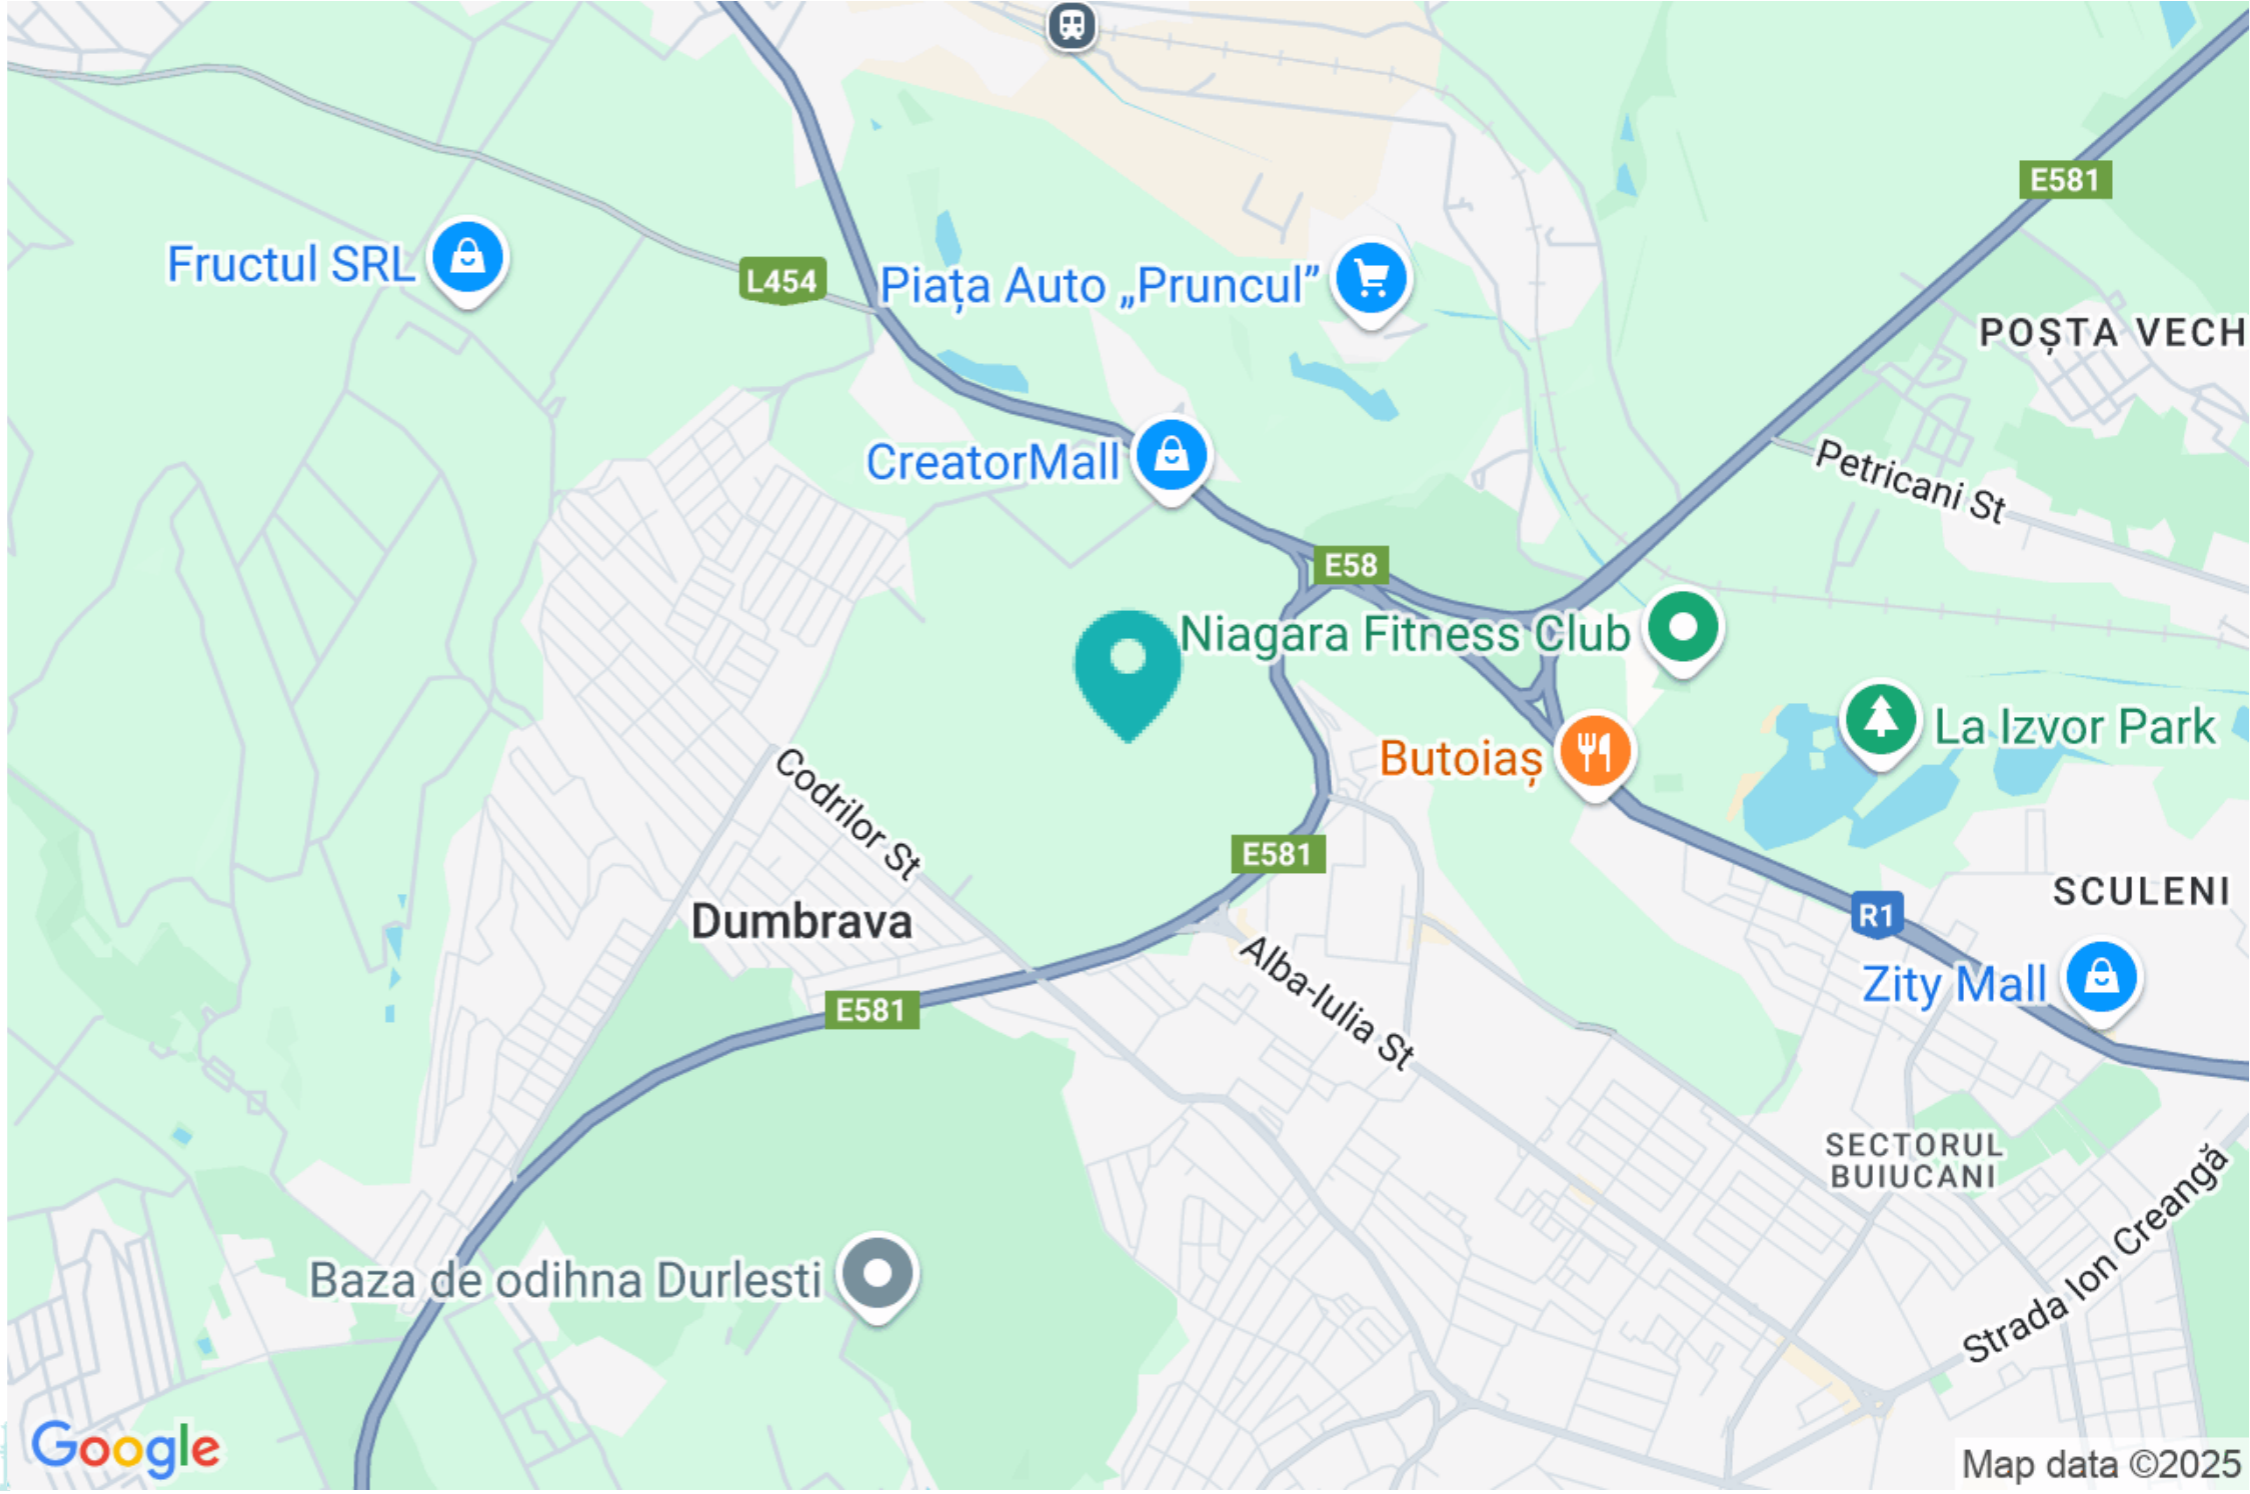 E581
Fructul SRL
L454
Piața Auto „Pruncul”
POȘTA VECH
CreatorMall
Petricani St
E58
Niagara Fitness Club
La Izvor Park
Butoiaș
Codrilor St
E581
SCULENI
R1
Dumbrava
Alba-Iulia St
Zity Mall
E581
SECTORUL
BUIUCANI
Strada Ion Creangă
Baza de odihna Durlesti
Google
Map data ©2025